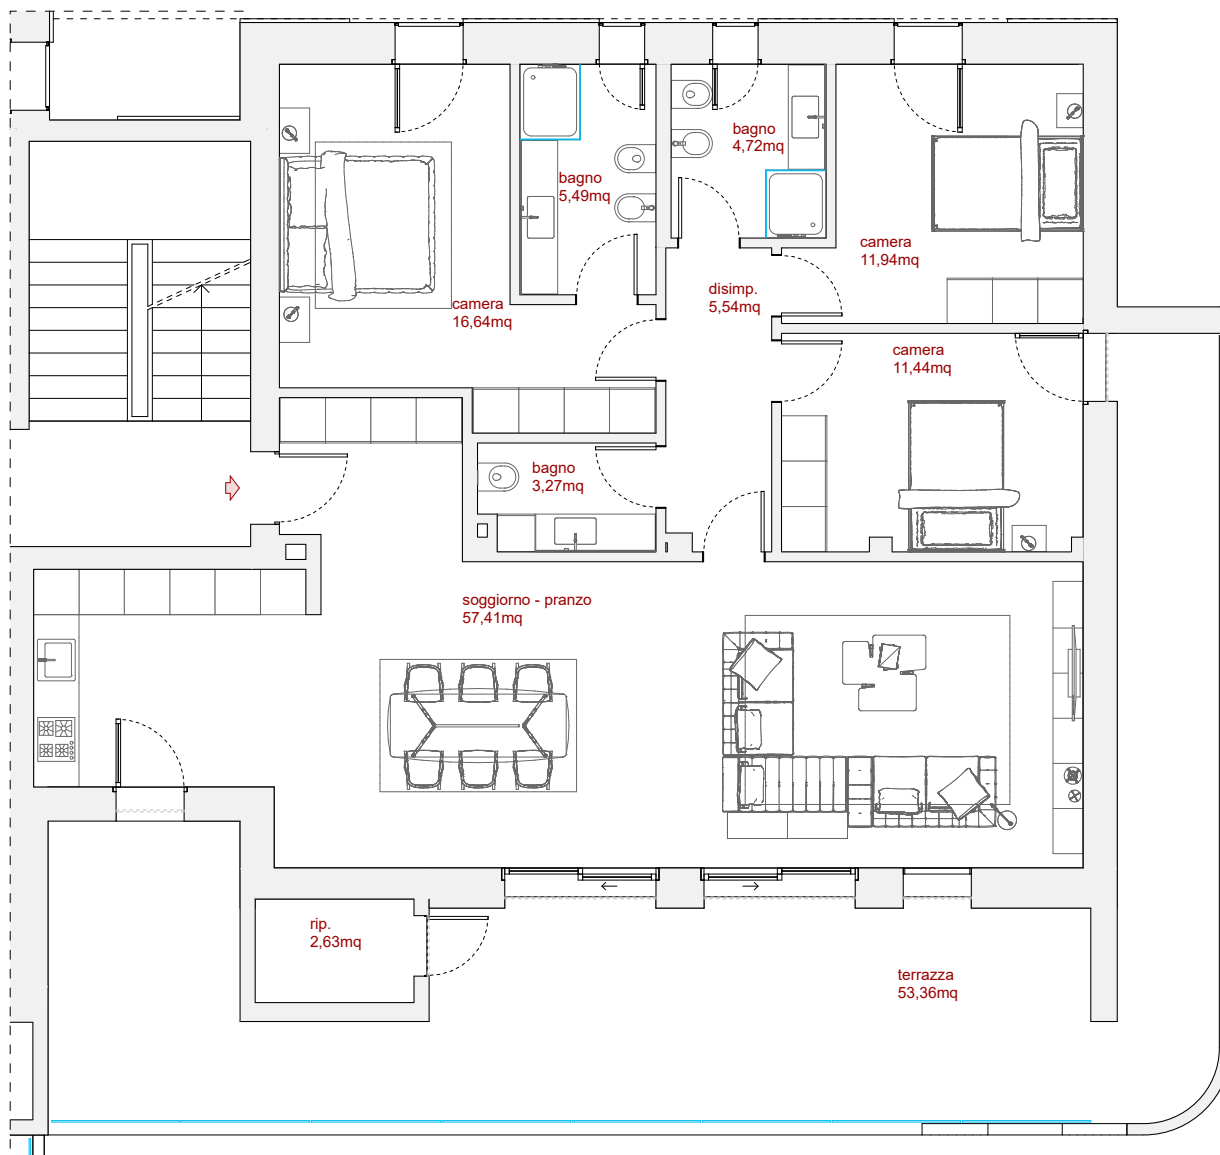 bagno
4,72mq
bagno
5,49mq
camera
11,94mq
disimp.
5,54mq
camera
16,64mq
camera
11,44mq
bagno
3,27mq
soggiorno - pranzo
57,41mq
rip.
2,63mq
terrazza
53,36mq